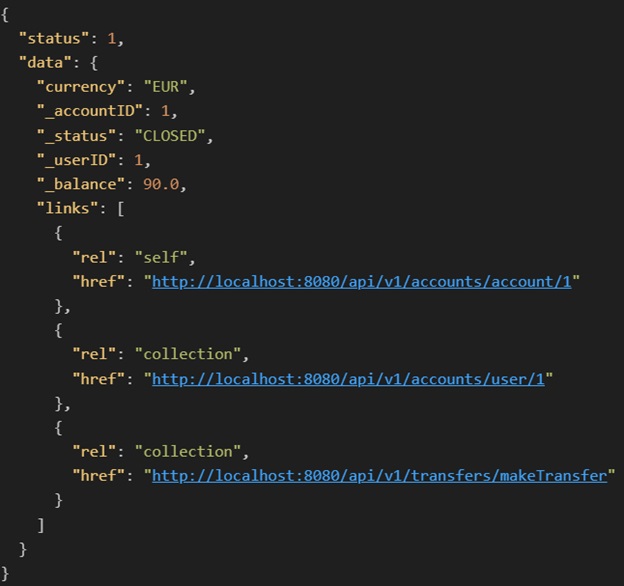 {
  "status": 1,
  "data": {
    "currency": "EUR",
    "_accountID": 1,
    "_status": "CLOSED",
    "_userID": 1,
    "_balance": 90.0,
    "links": [
      {
        "rel": "self",
        "href": "http://localhost:8080/api/v1/accounts/account/1"
      },
      {
        "rel": "collection",
        "href": "http://localhost:8080/api/v1/accounts/user/1"
      },
      {
        "rel": "collection",
        "href": "http://localhost:8080/api/v1/transfers/makeTransfer"
      }
    ]
  }
}